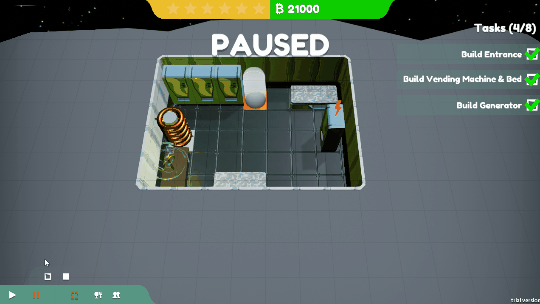 ₿ 21000
Tasks (4/8)
PAUSED
Build Entrance
Build Vending Machine & Bed
Build Generator